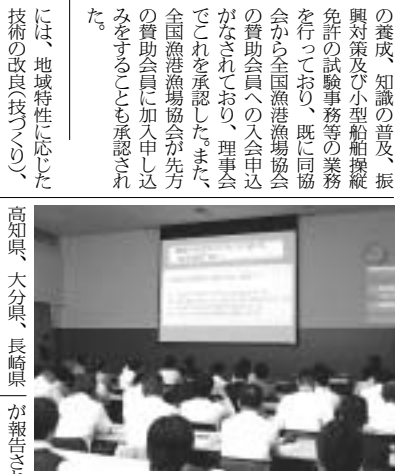 の養成、知識の普及、振
興対策及び小型船舶操縦
免許の試験事務等の業務
を行っており、既に同協
会から全国漁港漁場協会
の賛助会員への入会申込
がなされており、理事会
でこれを承認した。また、
全国漁港漁場協会が先方
の賛助会員に加入申し込
みをすることも承認され
た。
には、地域特性に応じた
技術の改良(技づくり)、
高知県、大分県、長崎県
が報告さ